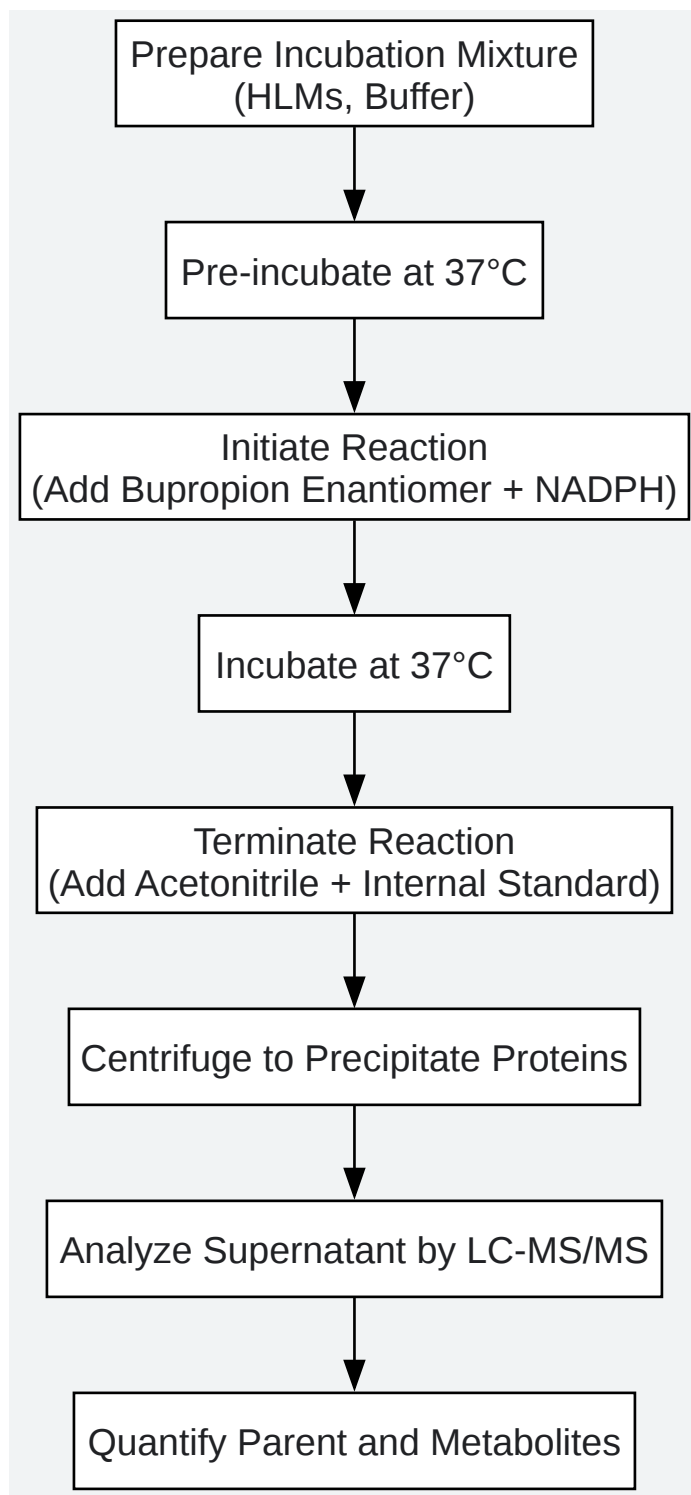 Prepare Incubation Mixture
(HLMs, Buffer)
Pre-incubate at 37°C
Initiate Reaction
(Add Bupropion Enantiomer + NADPH)
Incubate at 37°C
Terminate Reaction
(Add Acetonitrile + Internal Standard)
Centrifuge to Precipitate Proteins
Analyze Supernatant by LC-MS/MS
Quantify Parent and Metabolites